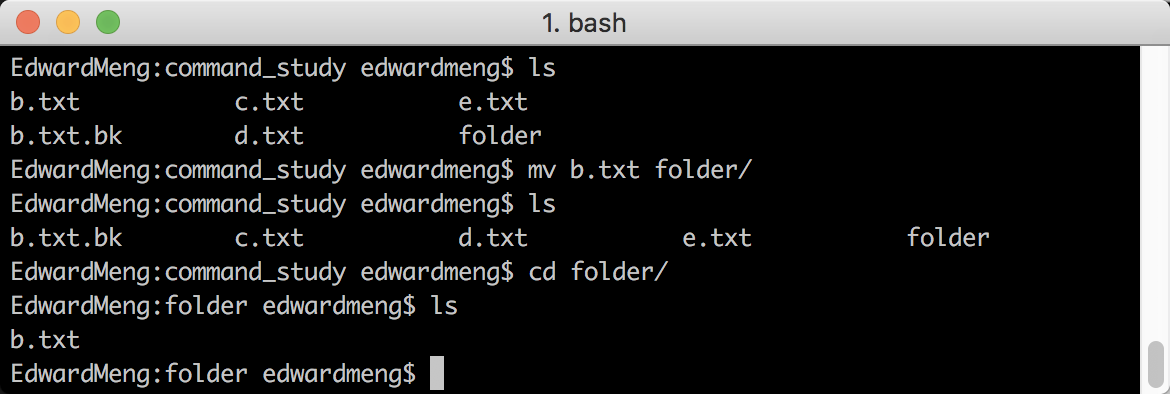 1. bash
EdwardMeng:command_study edwardmeng$ ls
b.txt           c.txt           e.txt
b.txt.bk        d.txt           folder
EdwardMeng:command_study edwardmeng$ mv b.txt folder/
EdwardMeng:command_study edwardmeng$ ls
b.txt.bk        c.txt           d.txt           e.txt           folder
EdwardMeng:command_study edwardmeng$ cd folder/
EdwardMeng:folder edwardmeng$ ls
b.txt
EdwardMeng:folder edwardmeng$